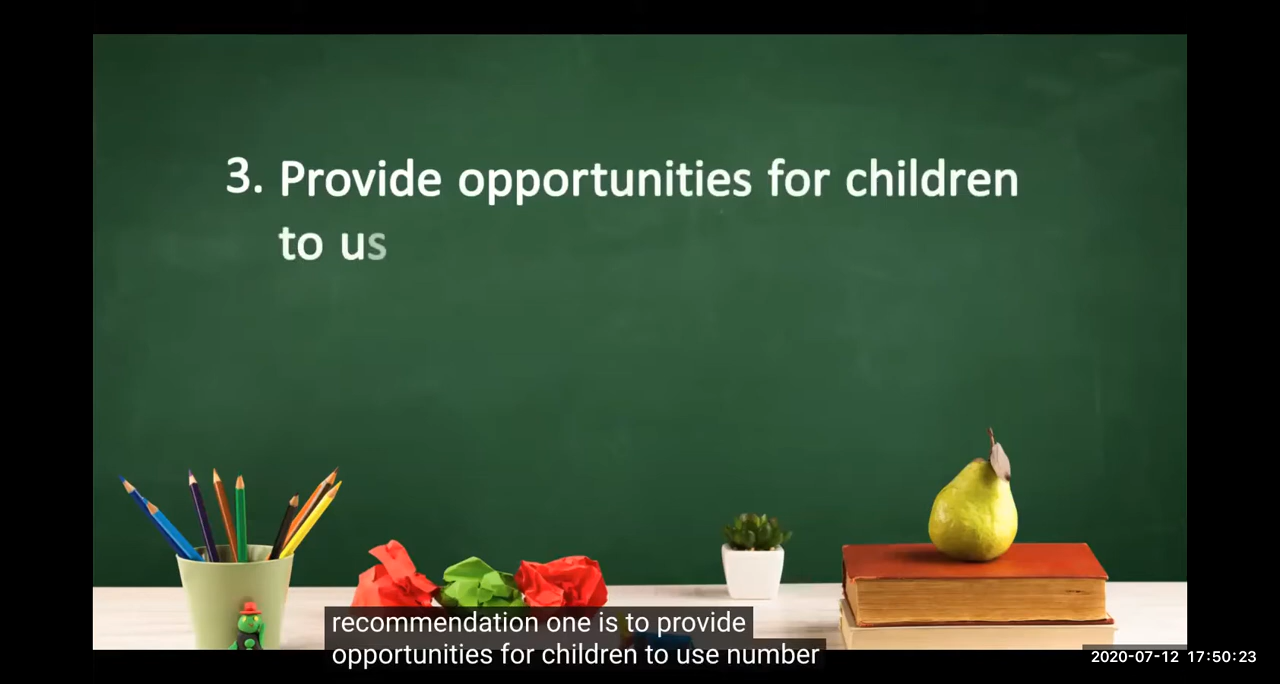 3. Provide opportunities for children
to us
recommendation one is to provide
opportunities for children to use number
2020-07-12 17:50:23